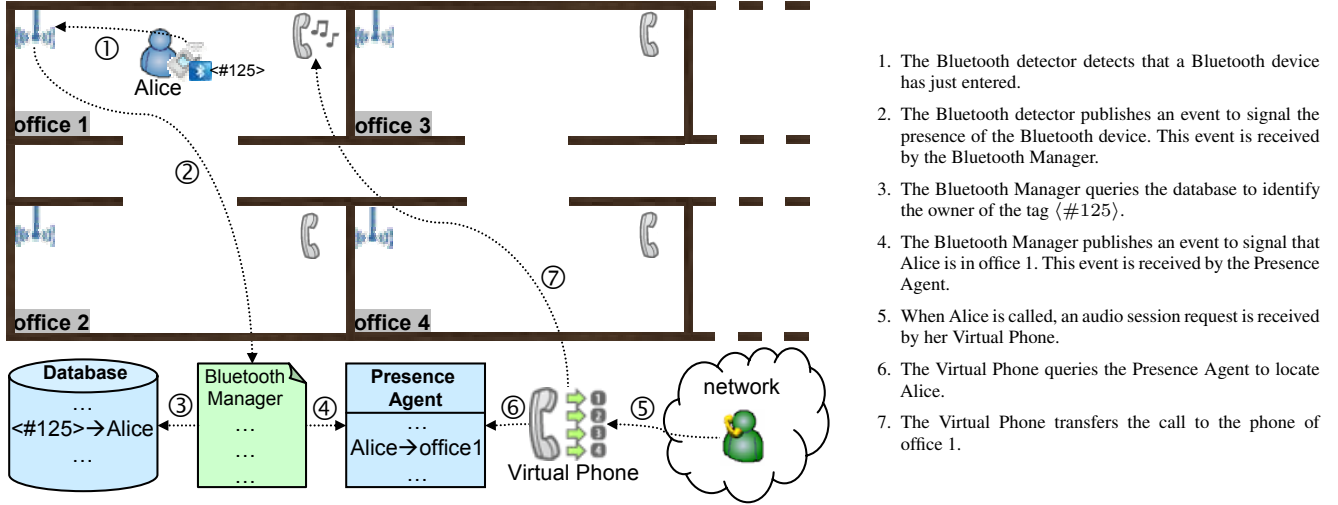 ①
<#125>
Alice
office 1
office 3
②
⑦
office 2
office 4
Database
...
<#125>→Alice
...
③
Bluetooth
Manager
...
...
...
④
Presence
Agent
...
Alice→office1
...
⑥
1
2
3
4
Virtual Phone
⑤
network
1. The Bluetooth detector detects that a Bluetooth device
has just entered.
2. The Bluetooth detector publishes an event to signal the
presence of the Bluetooth device. This event is received
by the Bluetooth Manager.
3. The Bluetooth Manager queries the database to identify
the owner of the tag ⟨#125⟩.
4. The Bluetooth Manager publishes an event to signal that
Alice is in office 1. This event is received by the Presence
Agent.
5. When Alice is called, an audio session request is received
by her Virtual Phone.
6. The Virtual Phone queries the Presence Agent to locate
Alice.
7. The Virtual Phone transfers the call to the phone of
office 1.